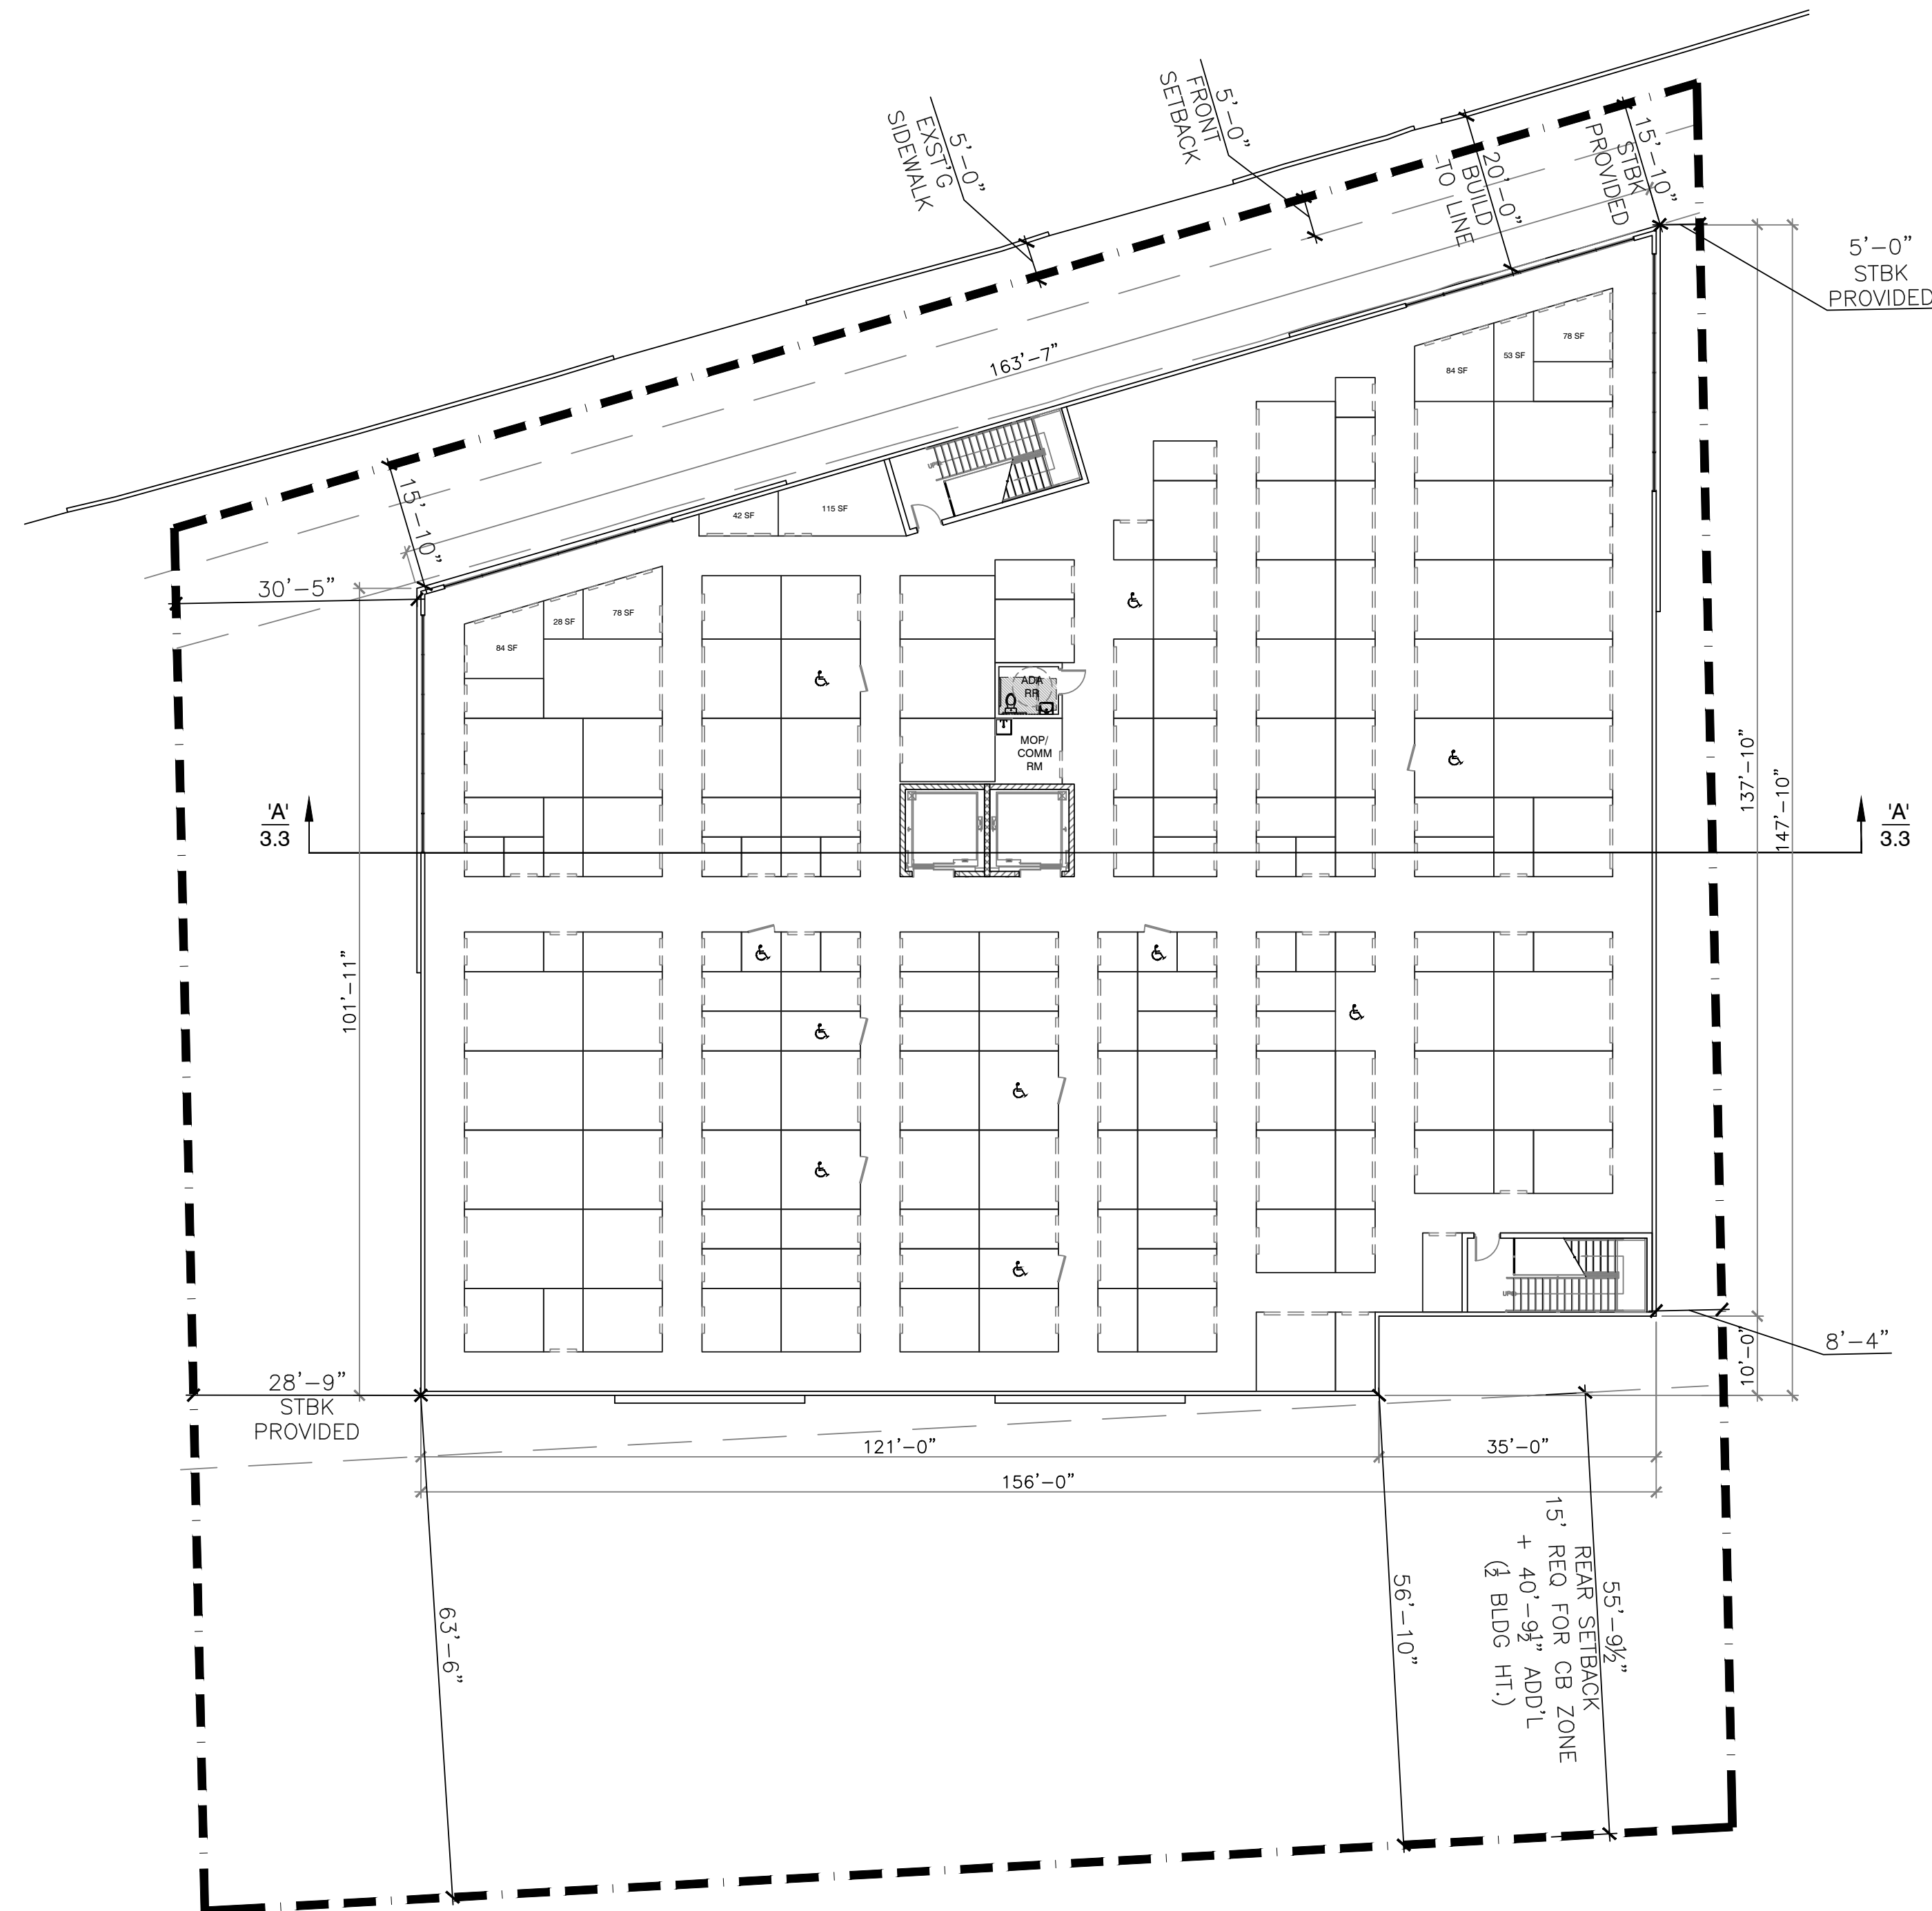 5'-0"
EXST'G
SIDEWALK
5'-0"
FRONT
SETBACK
20'-0"
BUILD
-TO LINE
15'-10"
STBK
PROVIDED
5'-0"
STBK
PROVIDED
163'-7"
15'-10"
30'-5"
78 SF
53 SF
84 SF
42 SF
115 SF
UP
78 SF
28 SF
84 SF
ADA
RR
MOP/
COMM
RM
'A'
3.3
'A'
3.3
137'-10"
147'-10"
101'-11"
UP
8'-4"
10'-0"
28'-9"
STBK
PROVIDED
121'-0"
35'-0"
156'-0"
63'-6"
56'-10"
55'-9½"
REAR SETBACK
15' REQ FOR CB ZONE
+ 40'-9½" ADD'L
(½ BLDG HT.)